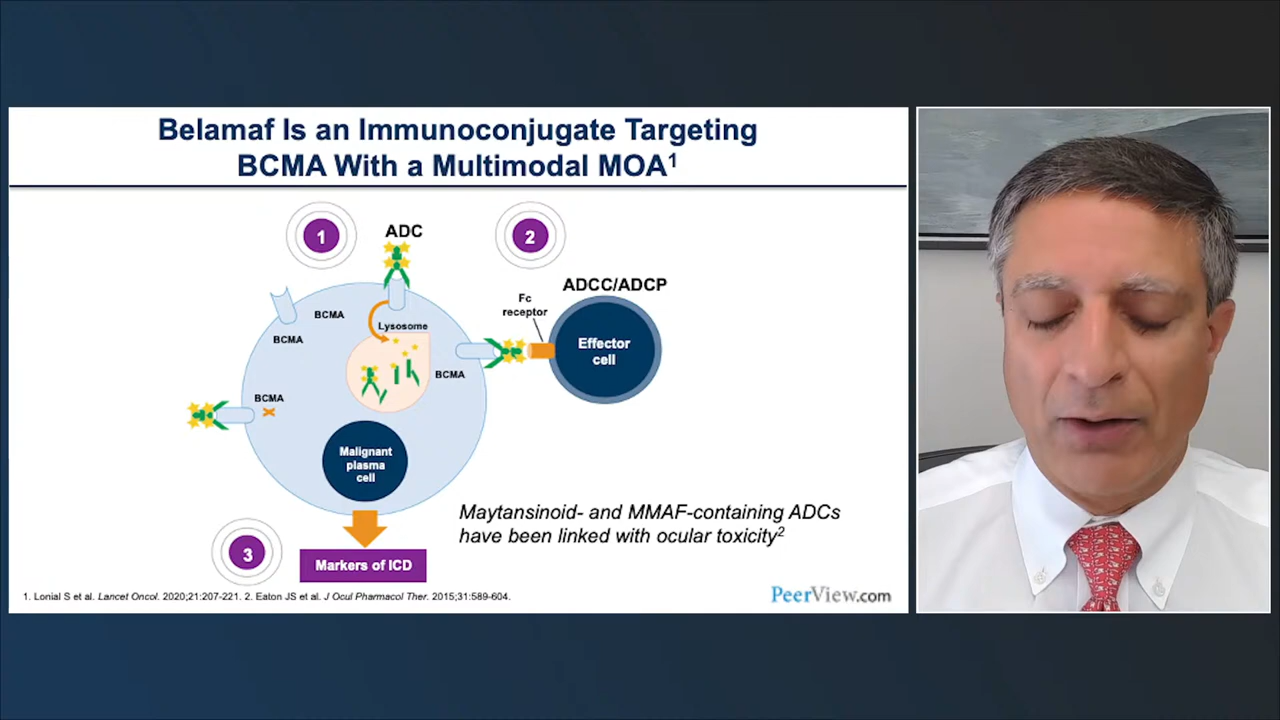 Belamaf Is an Immunoconjugate Targeting
BCMA With a Multimodal MOA1
1
ADC
2
ADCC/ADCP
Fc
receptor
BCMA
BCMA
Lysosome
Effector
cell
BCMA
BCMA
Malignant
plasma
cell
Maytansinoid- and MMAF-containing ADCs
have been linked with ocular toxicity2
3
Markers of ICD
1. Lonial S et al. Lancet Oncol. 2020;21:207-221. 2. Eaton JS et al. J Ocul Pharmacol Ther. 2015;31:589-604.
PeerView.com